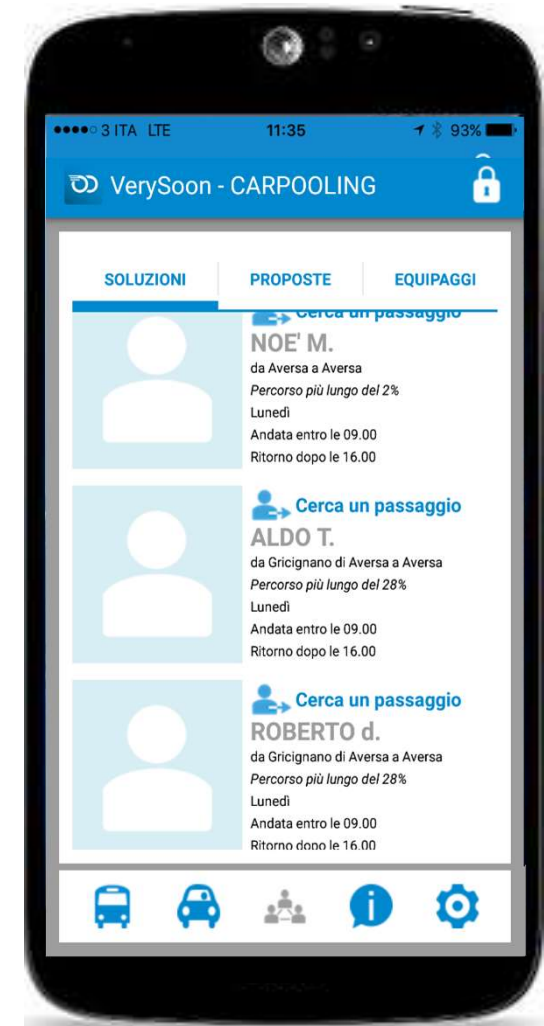 3 ITA LTE 11:35 93%
VerySoon - CARPOOLING
SOLUZIONI PROPOSTE EQUIPAGGI
Cerca un passaggio
NOE' M.
da Aversa a Aversa
Percorso più lungo del 2%
Lunedì
Andata entro le 09.00
Ritorno dopo le 16.00
Cerca un passaggio
ALDO T.
da Gricignano di Aversa a Aversa
Percorso più lungo del 28%
Lunedì
Andata entro le 09.00
Ritorno dopo le 16.00
Cerca un passaggio
ROBERTO d.
da Gricignano di Aversa a Aversa
Percorso più lungo del 28%
Lunedì
Andata entro le 09.00
Ritorno dopo le 16.00